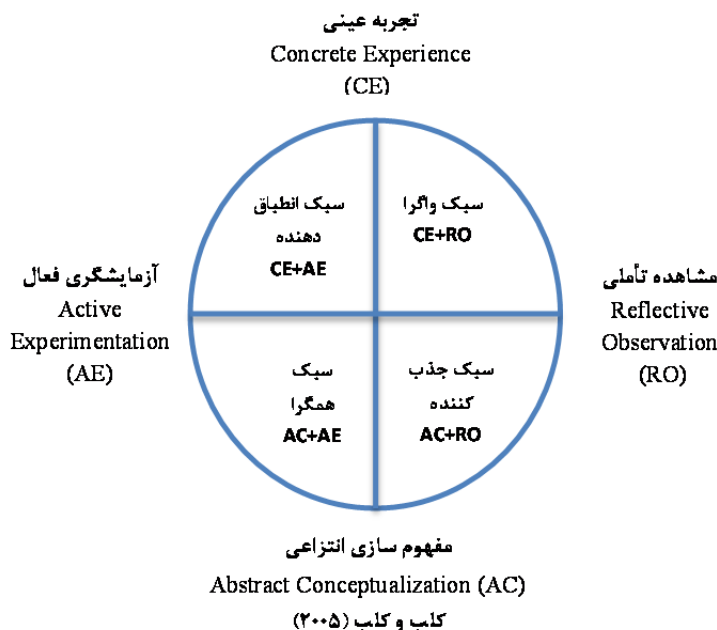 تجربه عینی
Concrete Experience
(CE)
سبک انطباق
دهنده
CE+AE
سبک واگرا
CE+RO
آزمایشگری فعال
Active
Experimentation
(AE)
مشاهده تأملی
Reflective
Observation
(RO)
سبک
همگرا
AC+AE
سبک جذب
کننده
AC+RO
مفهوم سازی انتزاعی
Abstract Conceptualization (AC)
کلب و کلب (۲۰۰۵)